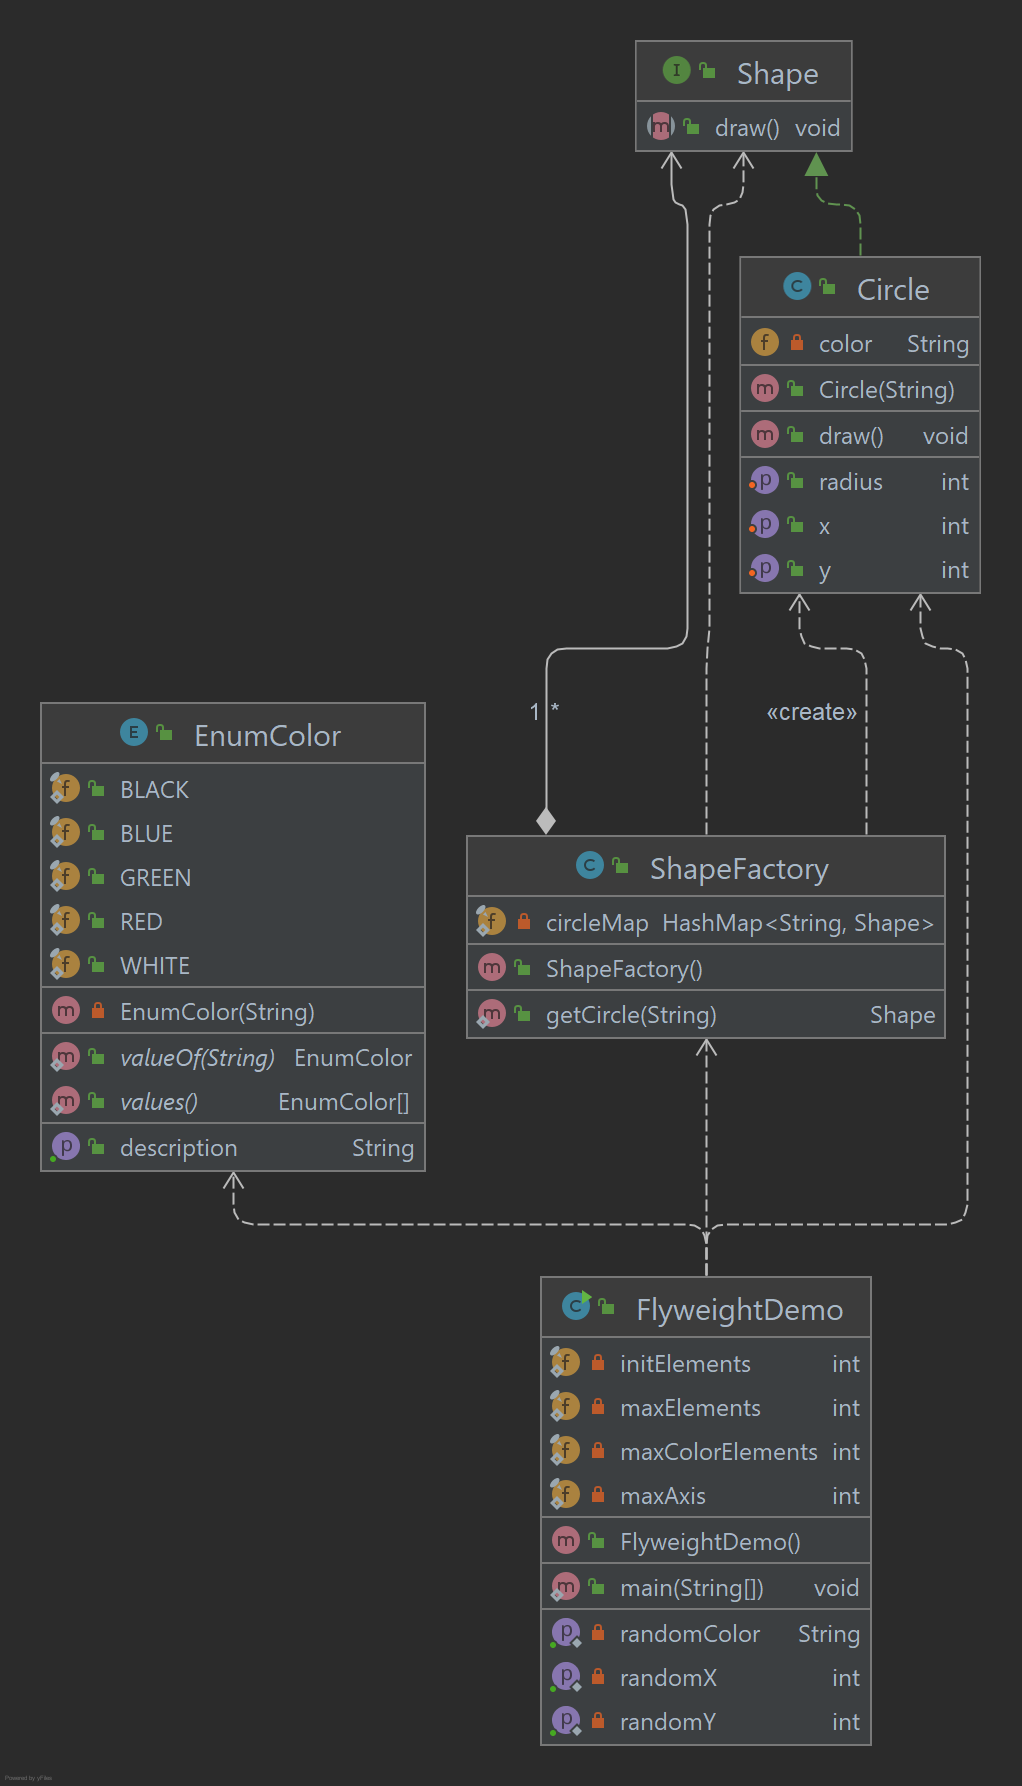 Shape
draw() void
Circle
color String
Circle(String)
draw() void
radius int
x int
y int
1 *
«create»
EnumColor
BLACK
BLUE
GREEN
RED
WHITE
EnumColor(String)
valueOf(String) EnumColor
values() EnumColor[]
description String
ShapeFactory
circleMap HashMap<String, Shape>
ShapeFactory()
getCircle(String) Shape
FlyweightDemo
initElements int
maxElements int
maxColorElements int
maxAxis int
FlyweightDemo()
main(String[]) void
randomColor String
randomX int
randomY int
Powered by yFiles